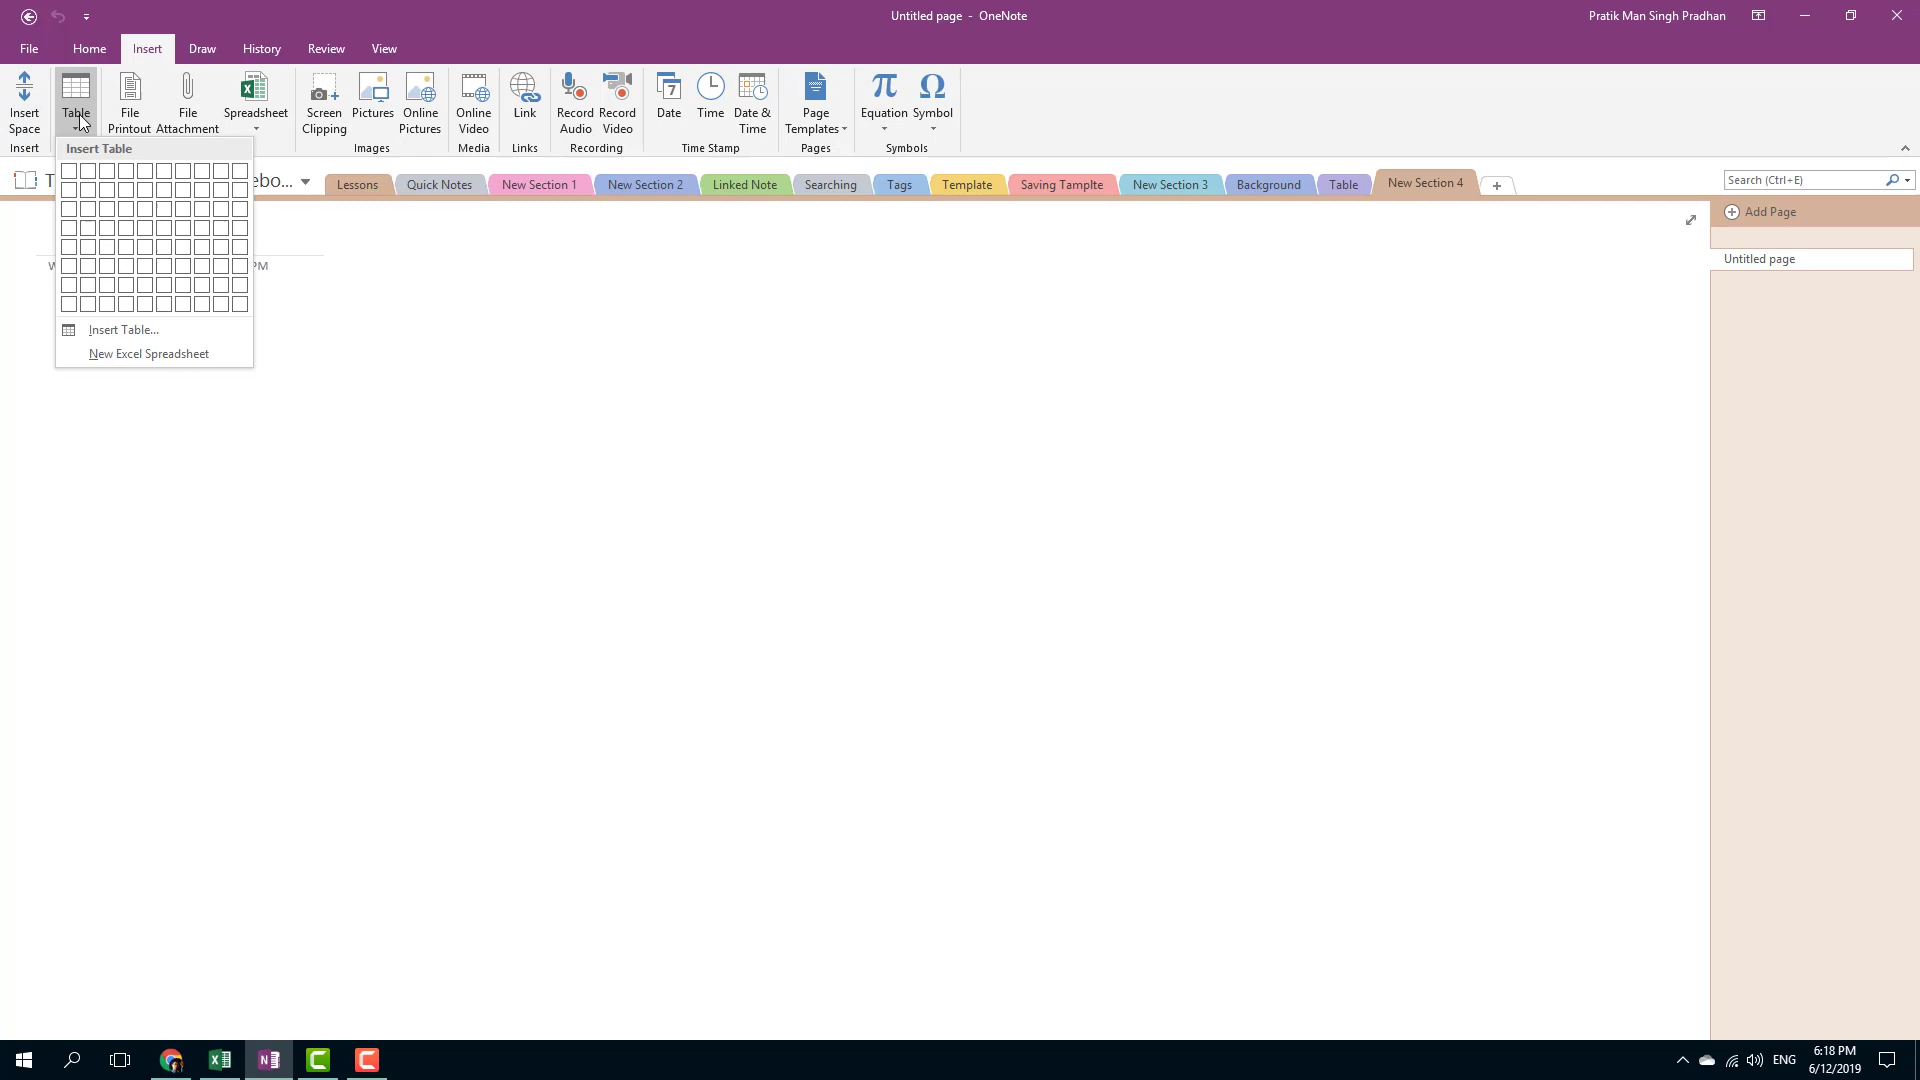 Untitled page - OneNote
Pratik Man Singh Pradhan
File Home Insert Draw History Review View
Insert Space
Table
File Printout
File Attachment
Spreadsheet
Screen Clipping
Pictures
Online Pictures
Online Video
Link
Record Audio
Record Video
Date
Time
Date & Time
Page Templates
Equation
Symbol
Insert
Images
Media
Links
Recording
Time Stamp
Pages
Symbols
Insert Table
Insert Table...
New Excel Spreadsheet
Lessons Quick Notes New Section 1 New Section 2 Linked Note Searching Tags Template Saving Tamplte New Section 3 Background Table New Section 4
Search (Ctrl+E)
Add Page
Untitled page
PM
ENG
6:18 PM
6/12/2019